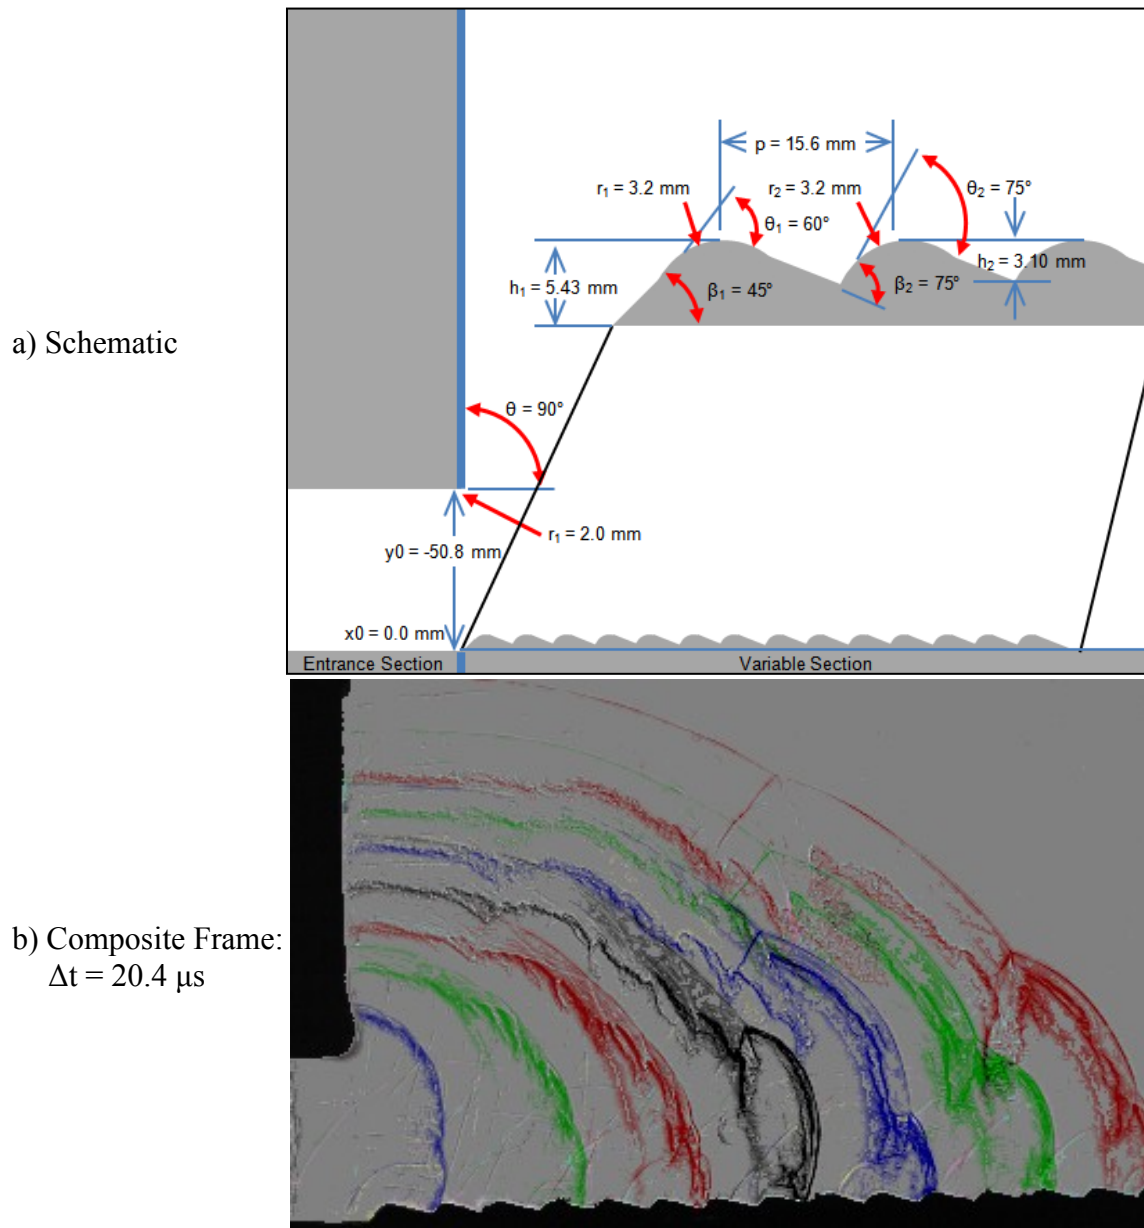 p = 15.6 mm
r₁ = 3.2 mm
r₂ = 3.2 mm
θ₂ = 75°
θ₁ = 60°
h₁ = 5.43 mm
β₁ = 45°
β₂ = 75°
h₂ = 3.10 mm
a) Schematic
θ = 90°
r₁ = 2.0 mm
y0 = -50.8 mm
x0 = 0.0 mm
Entrance Section
Variable Section
b) Composite Frame:
Δt = 20.4 μs